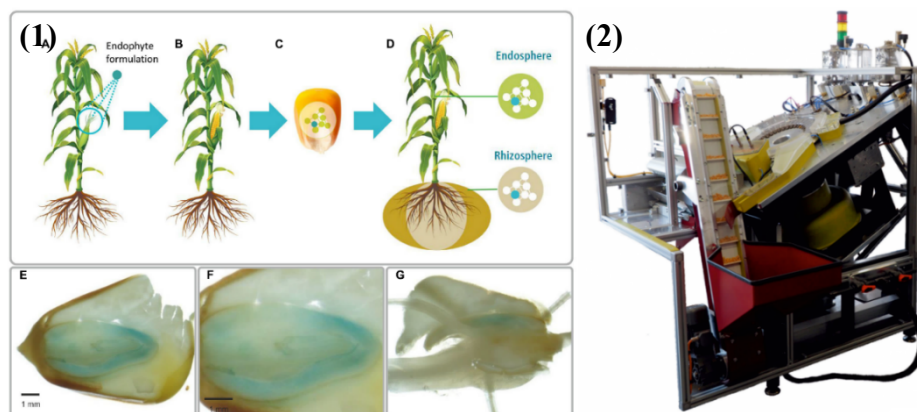 (1)
(2)
A
B
C
D
Endophyte
formulation
Endosphere
Rhizosphere
E
F
G
1 mm